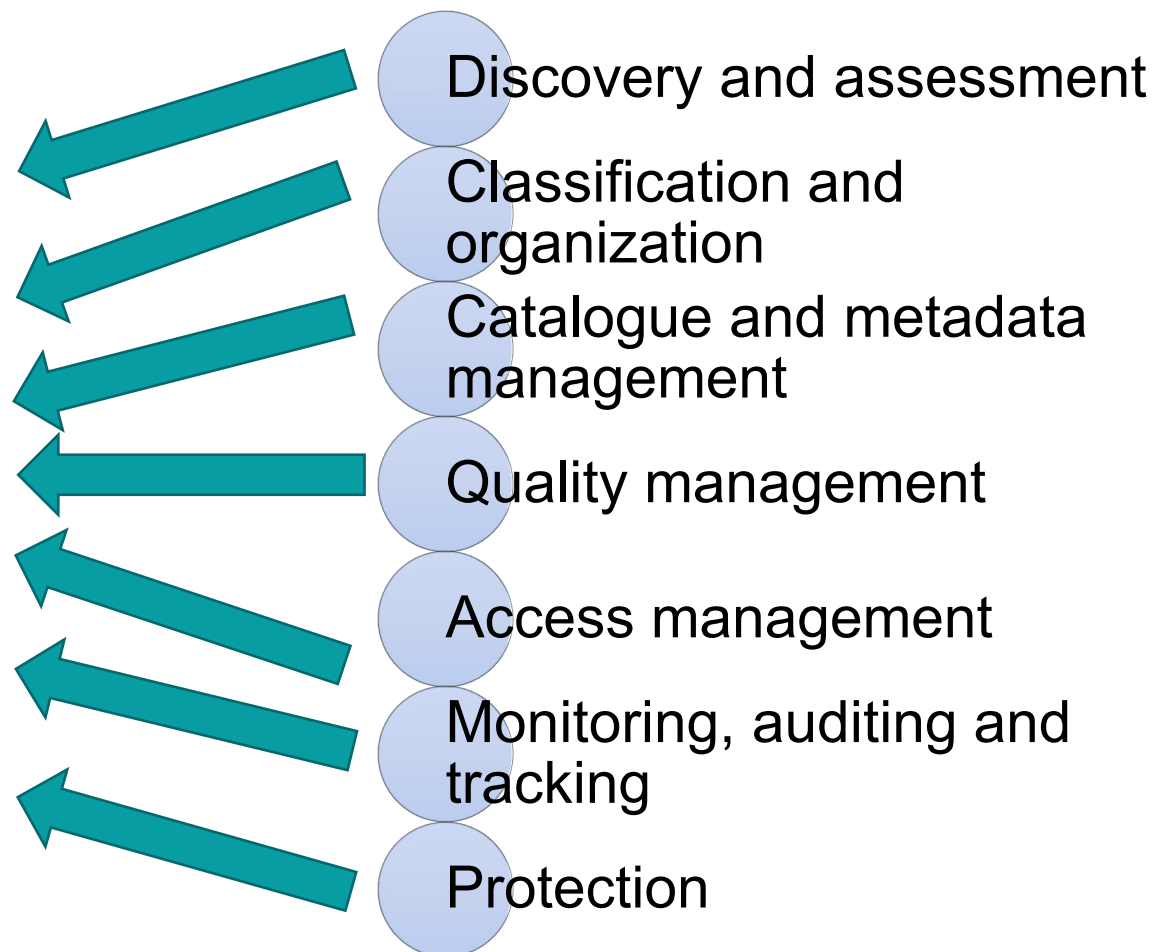 Discovery and assessment
Classification and
organization
Catalogue and metadata
management
Quality management
Access management
Monitoring, auditing and
tracking
Protection